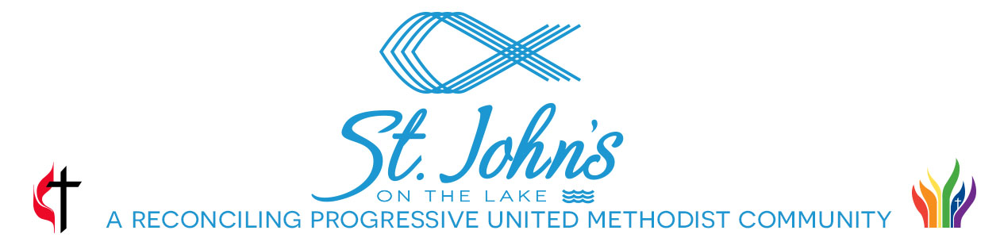 St. John's
ON THE LAKE
A RECONCILING PROGRESSIVE UNITED METHODIST COMMUNITY